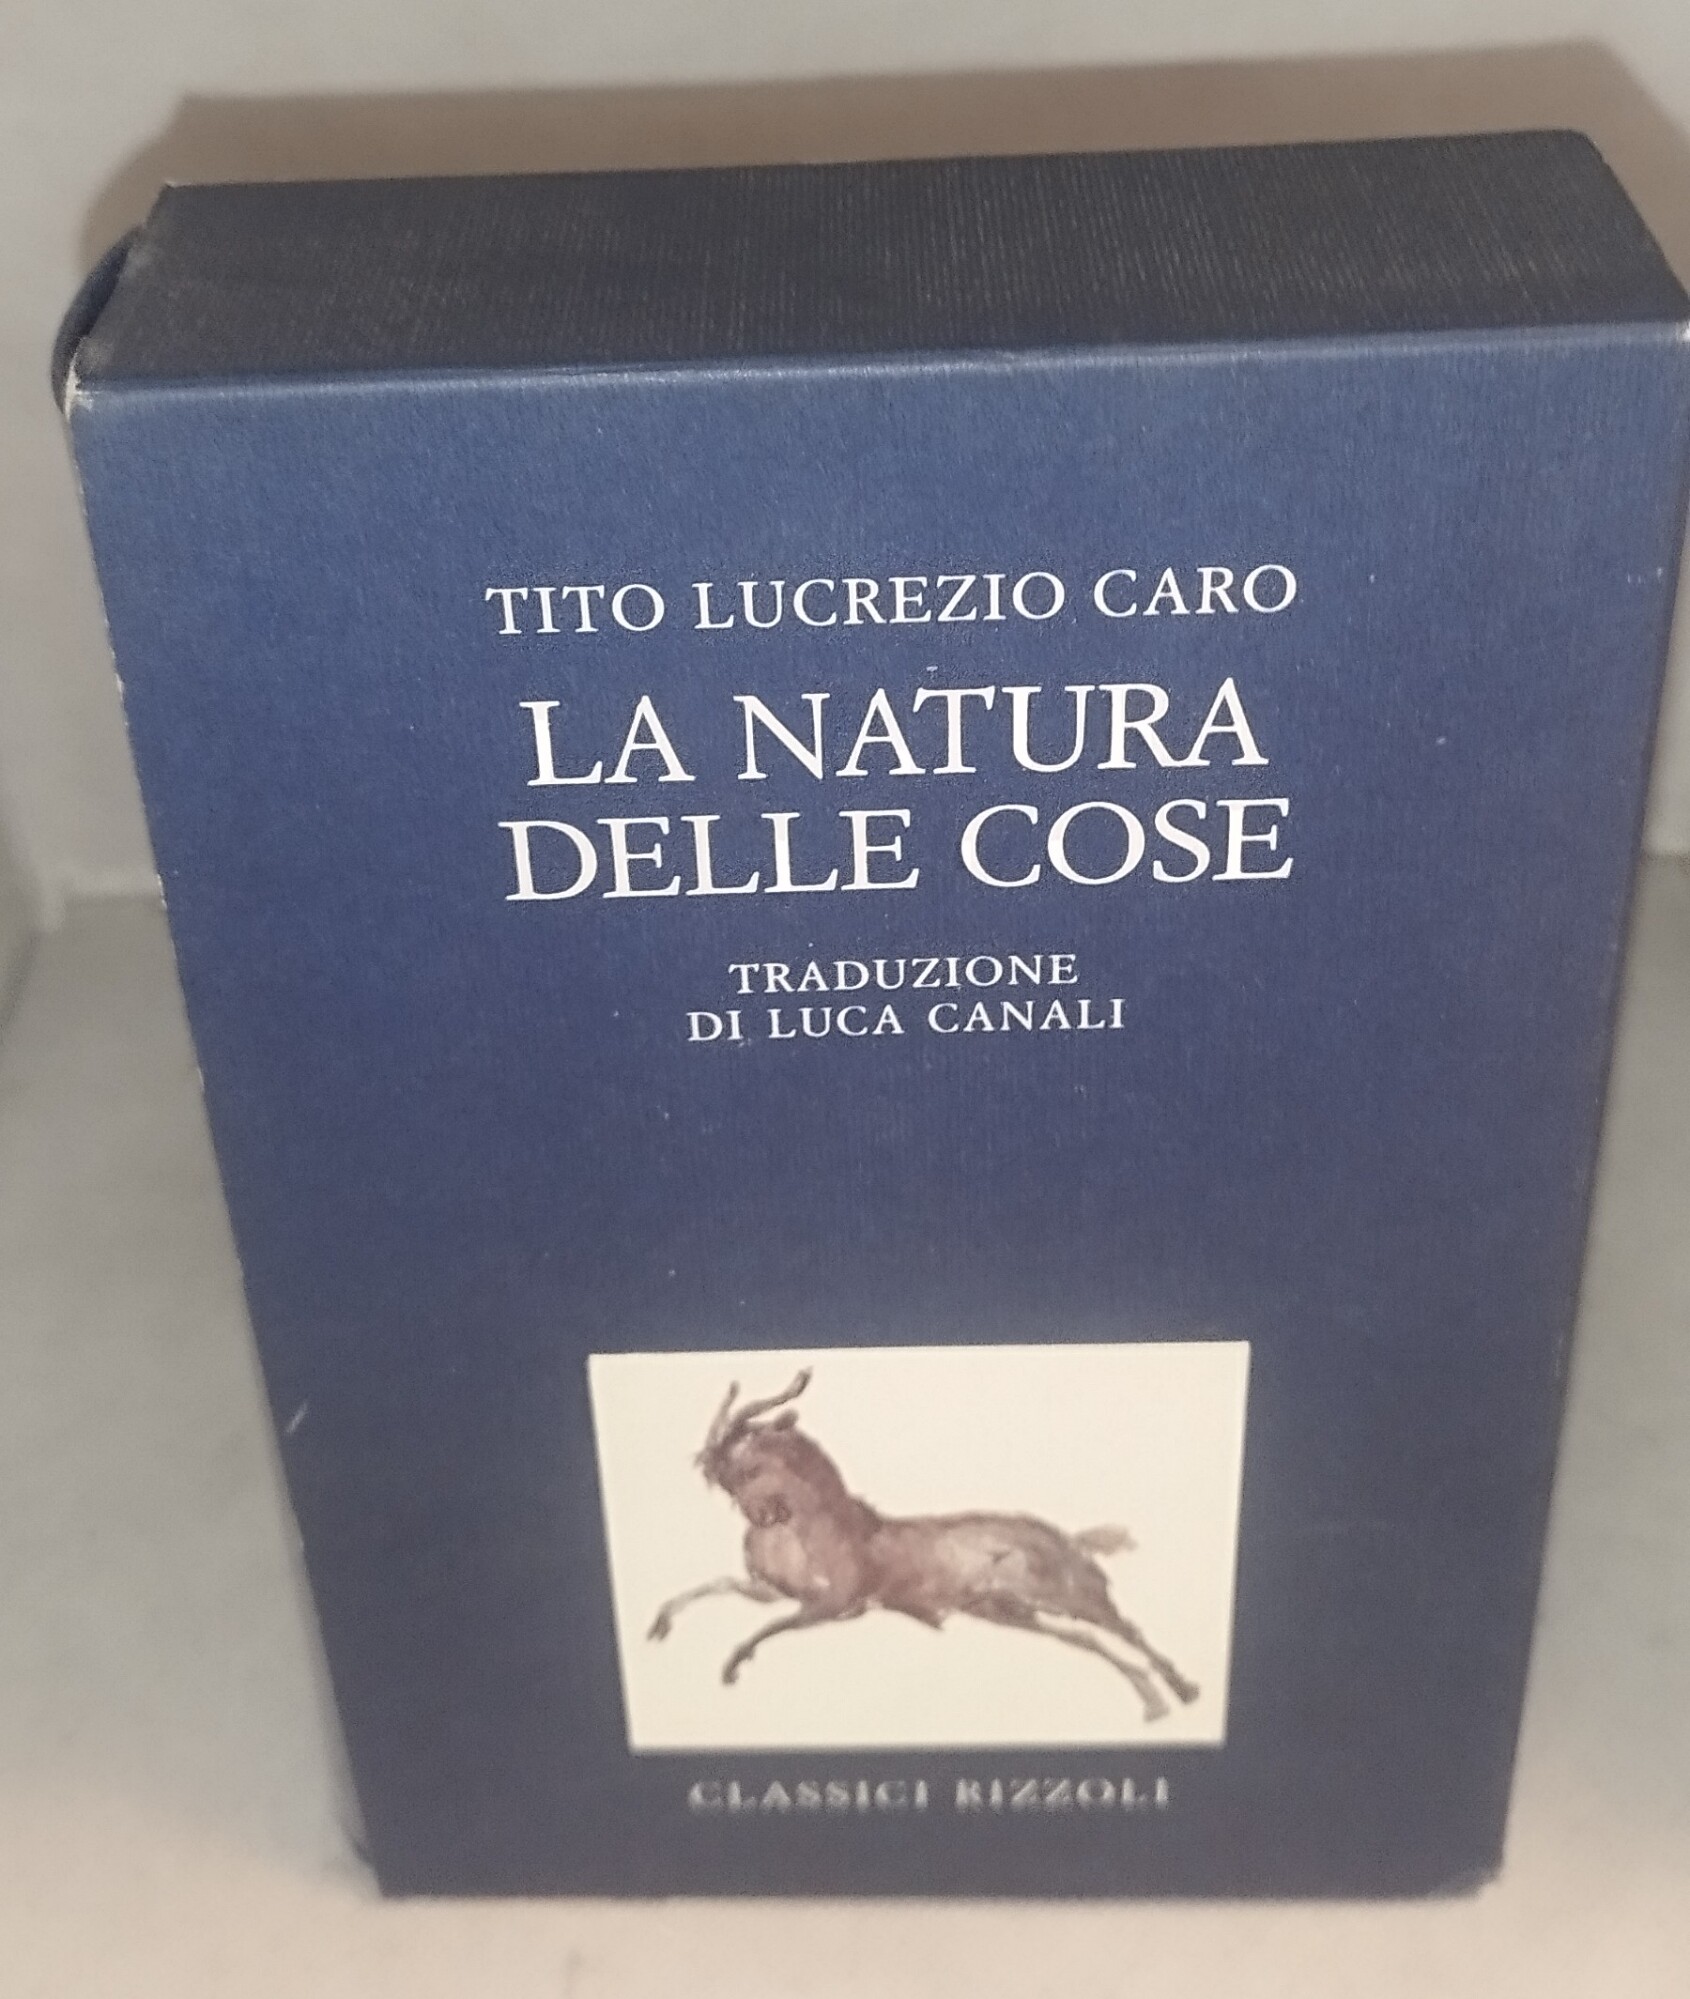 TITO LUCREZIO CARO
LA NATURA
DELLE COSE
TRADUZIONE
DI LUCA CANALI
CLASSICI RIZZOLI